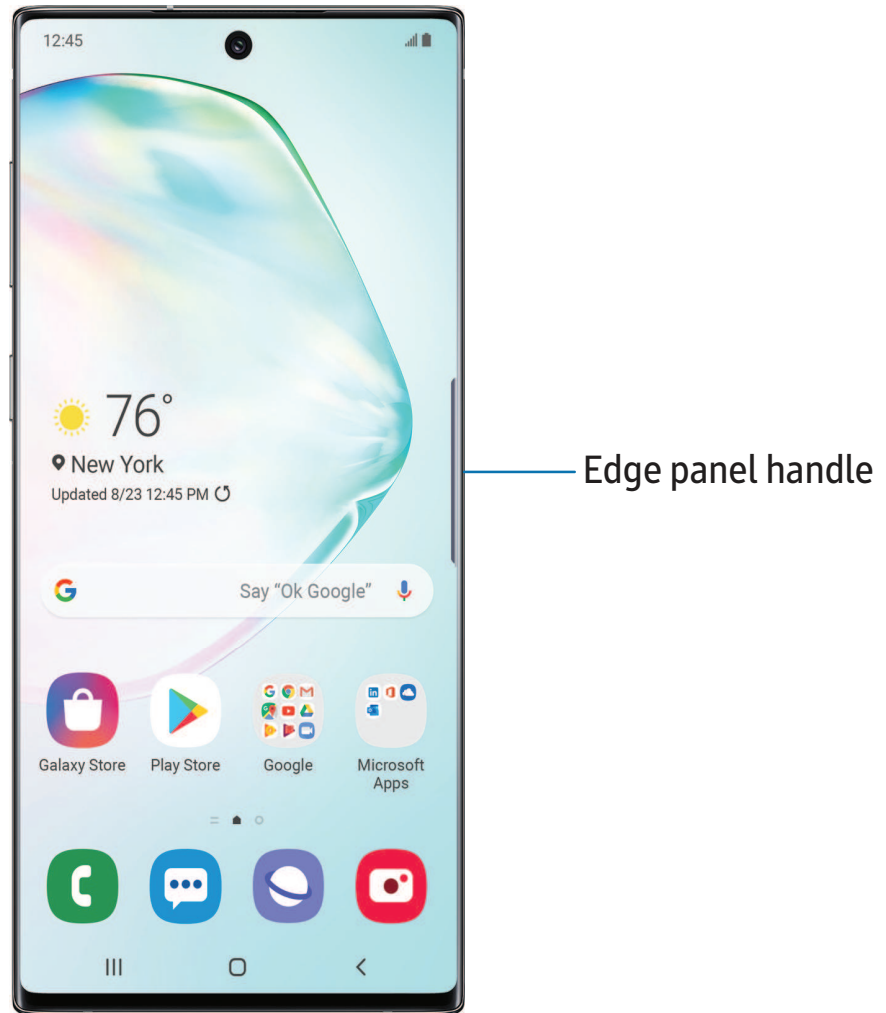 12:45
76°
New York
Updated 8/23 12:45 PM
Edge panel handle
Say “Ok Google”
Galaxy Store
Play Store
Google
Microsoft
Apps